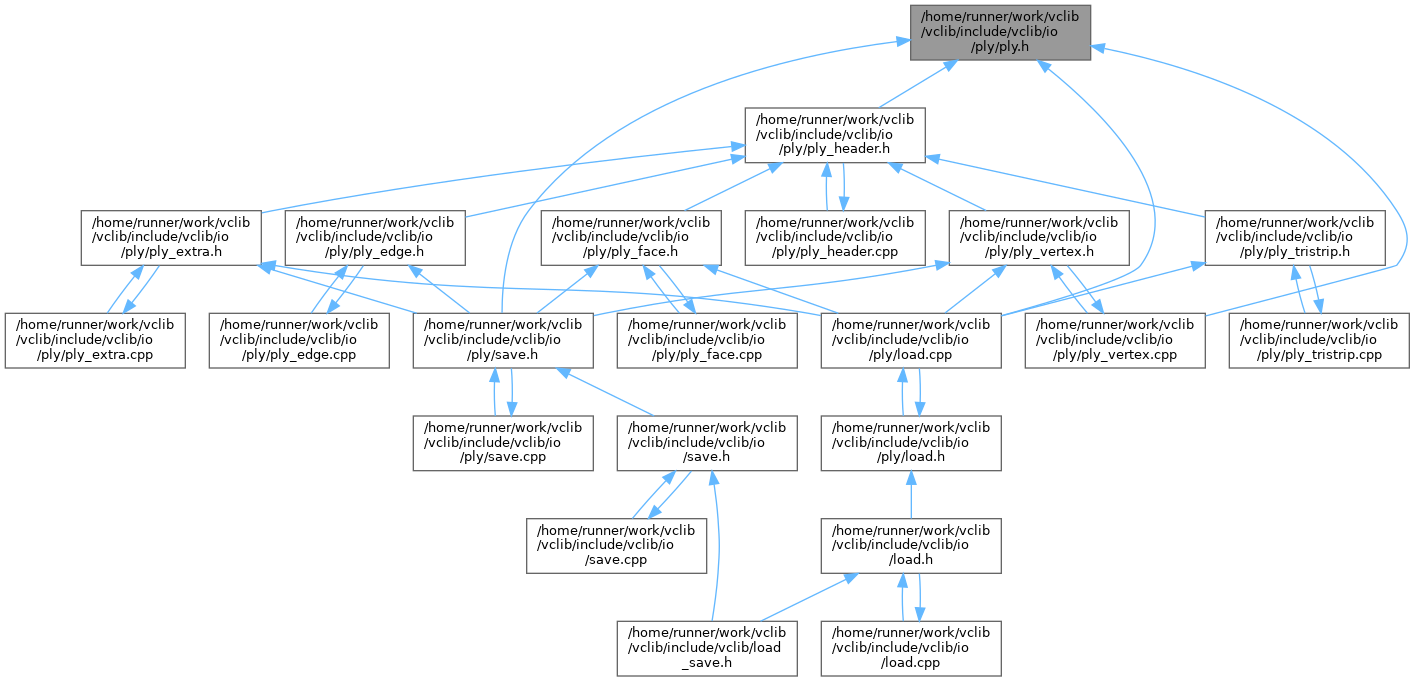 /home/runner/work/vclib
/vclib/include/vclib/io
/ply/ply.h
/home/runner/work/vclib
/vclib/include/vclib/io
/ply/ply_header.h
/home/runner/work/vclib
/vclib/include/vclib/io
/ply/ply_extra.h
/home/runner/work/vclib
/vclib/include/vclib/io
/ply/ply_edge.h
/home/runner/work/vclib
/vclib/include/vclib/io
/ply/ply_face.h
/home/runner/work/vclib
/vclib/include/vclib/io
/ply/ply_header.cpp
/home/runner/work/vclib
/vclib/include/vclib/io
/ply/ply_vertex.h
/home/runner/work/vclib
/vclib/include/vclib/io
/ply/ply_tristrip.h
/home/runner/work/vclib
/vclib/include/vclib/io
/ply/ply_extra.cpp
/home/runner/work/vclib
/vclib/include/vclib/io
/ply/ply_edge.cpp
/home/runner/work/vclib
/vclib/include/vclib/io
/ply/save.h
/home/runner/work/vclib
/vclib/include/vclib/io
/ply/ply_face.cpp
/home/runner/work/vclib
/vclib/include/vclib/io
/ply/load.cpp
/home/runner/work/vclib
/vclib/include/vclib/io
/ply/ply_vertex.cpp
/home/runner/work/vclib
/vclib/include/vclib/io
/ply/ply_tristrip.cpp
/home/runner/work/vclib
/vclib/include/vclib/io
/ply/save.cpp
/home/runner/work/vclib
/vclib/include/vclib/io
/save.h
/home/runner/work/vclib
/vclib/include/vclib/io
/ply/load.h
/home/runner/work/vclib
/vclib/include/vclib/io
/save.cpp
/home/runner/work/vclib
/vclib/include/vclib/io
/load.h
/home/runner/work/vclib
/vclib/include/vclib/load
_save.h
/home/runner/work/vclib
/vclib/include/vclib/io
/load.cpp